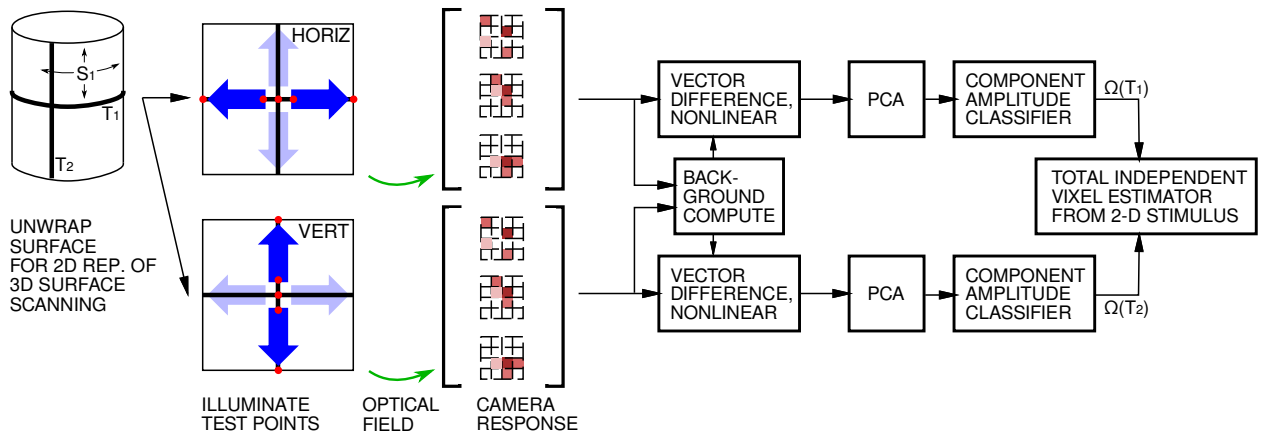 S1
T1
T2
UNWRAP
SURFACE
FOR 2D REP. OF
3D SURFACE
SCANNING
HORIZ
VERT
ILLUMINATE
TEST POINTS
OPTICAL
FIELD
CAMERA
RESPONSE
VECTOR
DIFFERENCE,
NONLINEAR
PCA
COMPONENT
AMPLITUDE
CLASSIFIER
Ω(T1)
BACK-
GROUND
COMPUTE
TOTAL INDEPENDENT
VIXEL ESTIMATOR
FROM 2-D STIMULUS
VECTOR
DIFFERENCE,
NONLINEAR
PCA
COMPONENT
AMPLITUDE
CLASSIFIER
Ω(T2)